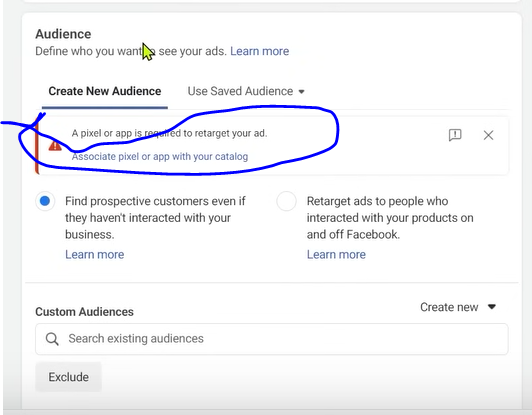 Audience
Define who you want to see your ads. Learn more
Create New Audience Use Saved Audience
A pixel or app is required to retarget your ad.
Associate pixel or app with your catalog
Find prospective customers even if
they haven't interacted with your
business.
Learn more
Retarget ads to people who
interacted with your products on
and off Facebook.
Learn more
Custom Audiences Create new
Search existing audiences
Exclude